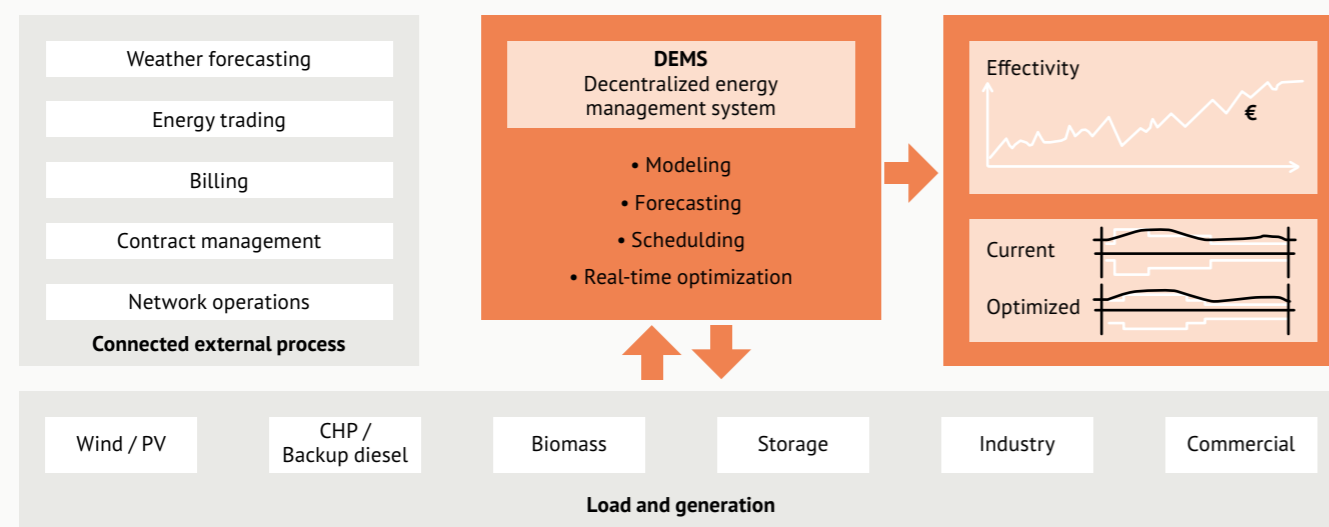 Weather forecasting
Energy trading
Billing
Contract management
Network operations
Connected external process
DEMS
Decentralized energy
management system
• Modeling
• Forecasting
• Schedulding
• Real-time optimization
Effectivity
€
Current
Optimized
Wind / PV
CHP /
Backup diesel
Biomass
Storage
Industry
Commercial
Load and generation